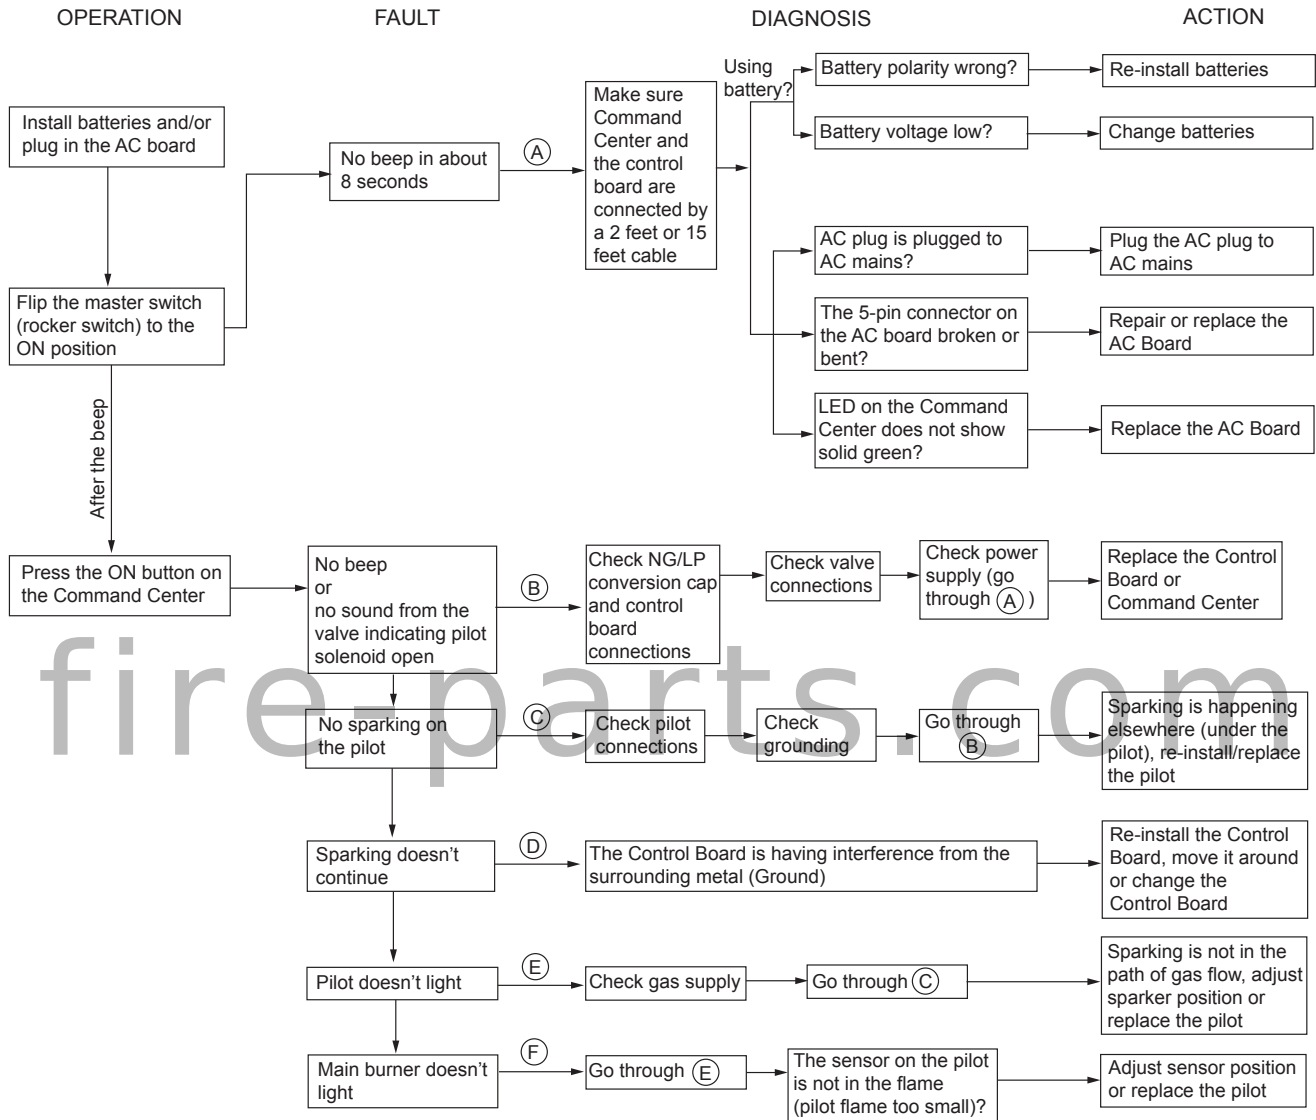 OPERATION
FAULT
DIAGNOSIS
ACTION
Install batteries and/or
plug in the AC board
Flip the master switch
(rocker switch) to the
ON position
No beep in about
8 seconds
A
Make sure
Command
Center and
the control
board are
connected by
a 2 feet or 15
feet cable
Using
battery?
Battery polarity wrong?
Re-install batteries
Battery voltage low?
Change batteries
AC plug is plugged to
AC mains?
Plug the AC plug to
AC mains
The 5-pin connector on
the AC board broken or
bent?
Repair or replace the
AC Board
LED on the Command
Center does not show
solid green?
Replace the AC Board
After the beep
Press the ON button on
the Command Center
No beep
or
no sound from the
valve indicating pilot
solenoid open
B
Check NG/LP
conversion cap
and control
board
connections
Check valve
connections
Check power
supply (go
through A )
Replace the Control
Board or
Command Center
fire-parts.com
No sparking on
the pilot
C
Check pilot
connections
Check
grounding
Go through
B
Sparking is happening
elsewhere (under the
pilot), re-install/replace
the pilot
Sparking doesn't
continue
D
The Control Board is having interference from the
surrounding metal (Ground)
Re-install the Control
Board, move it around
or change the
Control Board
Pilot doesn't light
E
Check gas supply
Go through C
Sparking is not in the
path of gas flow, adjust
sparker position or
replace the pilot
Main burner doesn't
light
F
Go through E
The sensor on the pilot
is not in the flame
(pilot flame too small)?
Adjust sensor position
or replace the pilot